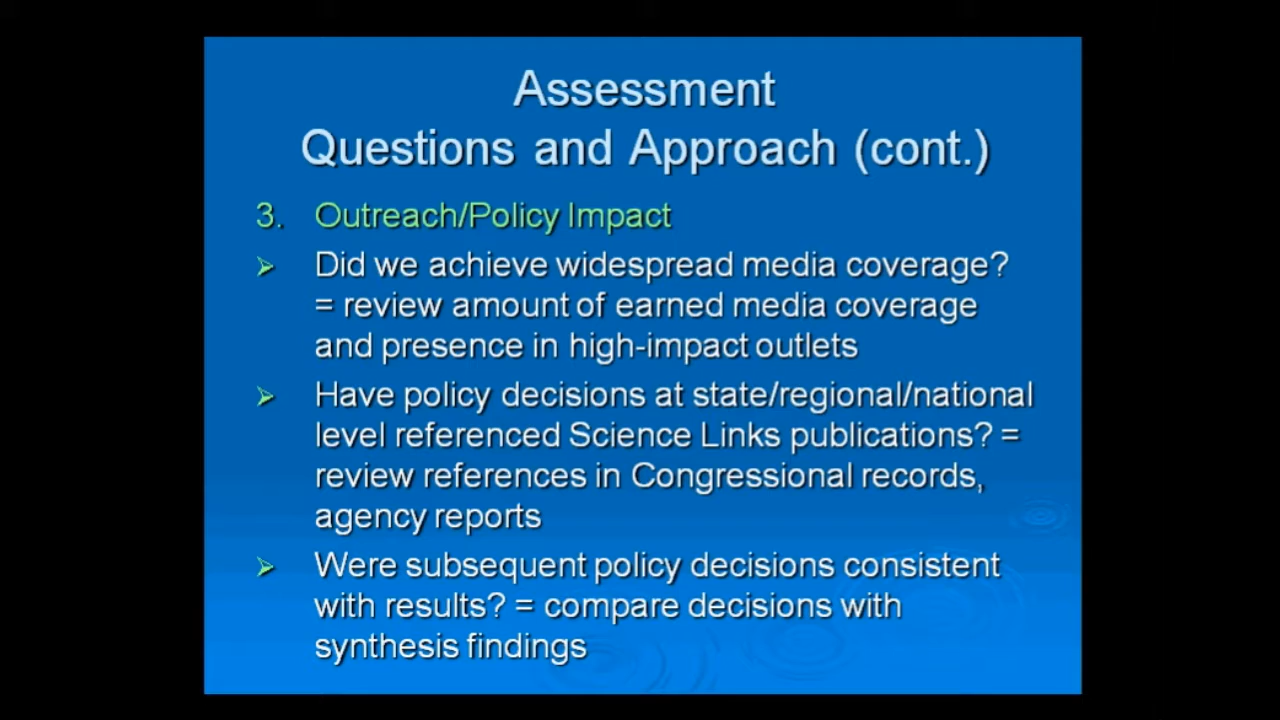 Assessment
Questions and Approach (cont.)
3. Outreach/Policy Impact
➢ Did we achieve widespread media coverage?
= review amount of earned media coverage
and presence in high-impact outlets
➢ Have policy decisions at state/regional/national
level referenced Science Links publications? =
review references in Congressional records,
agency reports
➢ Were subsequent policy decisions consistent
with results? = compare decisions with
synthesis findings